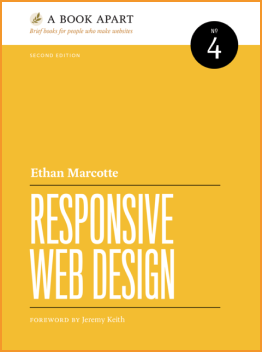 A BOOK APART
Brief books for people who make websites
Nº
4
SECOND EDITION
Ethan Marcotte
RESPONSIVE
WEB DESIGN
FOREWORD BY Jeremy Keith